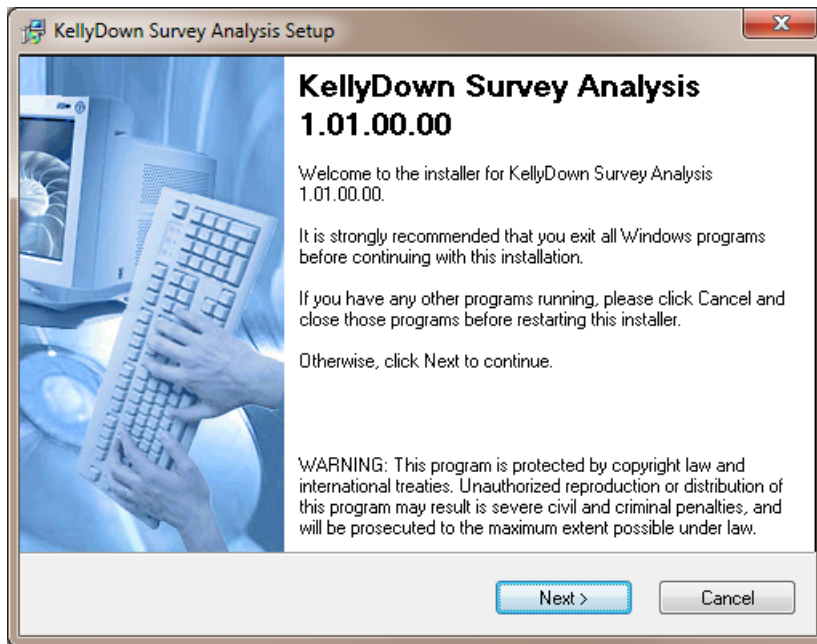 KellyDown Survey Analysis Setup
KellyDown Survey Analysis
1.01.00.00
Welcome to the installer for KellyDown Survey Analysis
1.01.00.00.
It is strongly recommended that you exit all Windows programs
before continuing with this installation.
If you have any other programs running, please click Cancel and
close those programs before restarting this installer.
Otherwise, click Next to continue.
WARNING: This program is protected by copyright law and
international treaties. Unauthorized reproduction or distribution of
this program may result is severe civil and criminal penalties, and
will be prosecuted to the maximum extent possible under law.
Next >
Cancel